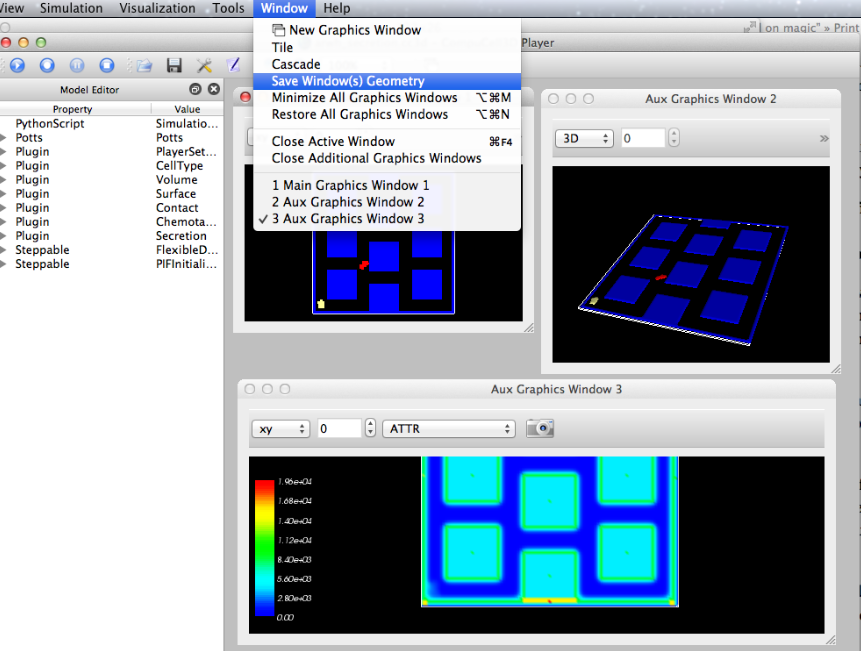 View Simulation Visualization Tools Window Help
on magic" » Print
Player
New Graphics Window
Tile
Cascade
Save Window(s) Geometry
Minimize All Graphics Windows ⌥⌘M
Restore All Graphics Windows ⌥⌘N
Close Active Window ⌘F4
Close Additional Graphics Windows
1 Main Graphics Window 1
2 Aux Graphics Window 2
✓ 3 Aux Graphics Window 3
Model Editor
Property Value
PythonScript Simulatio...
Potts Potts
Plugin PlayerSet...
Plugin CellType
Plugin Volume
Plugin Surface
Plugin Contact
Plugin Chemota...
Plugin Secretion
Steppable FlexibleD...
Steppable PIFInitiali...
Aux Graphics Window 2
3D 0 »
Aux Graphics Window 3
xy 0 ATTR
1.96e+04
1.68e+04
1.40e+04
1.12e+04
8.40e+03
5.60e+03
2.80e+03
0.00